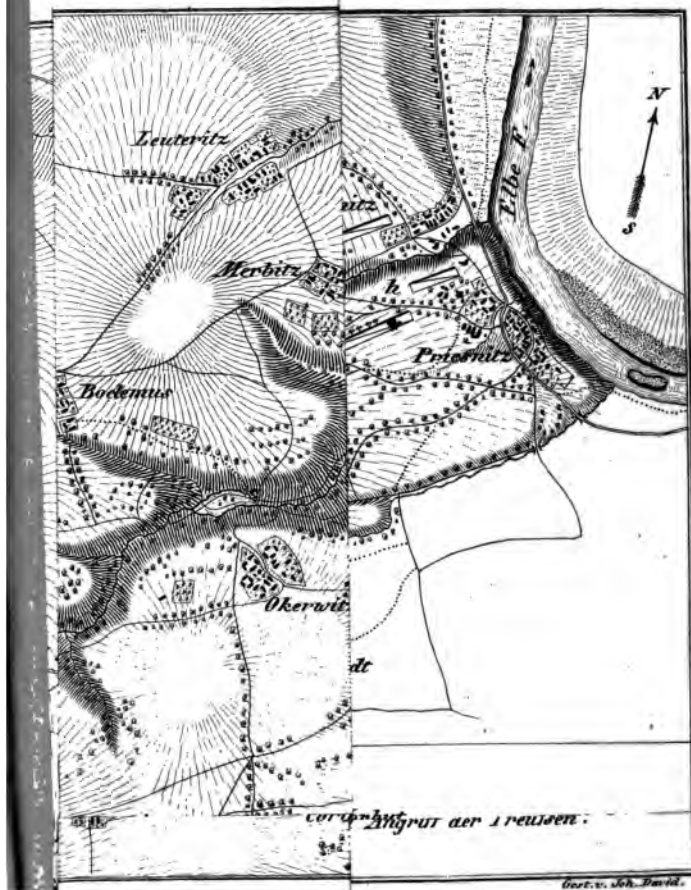 N
Elbe F.
Leuteritz
S
Merbitz
h
Priesnitz
Bodemus
Okerwit
dt
Angriff der Preussen.
Gest. v. Joh. David.